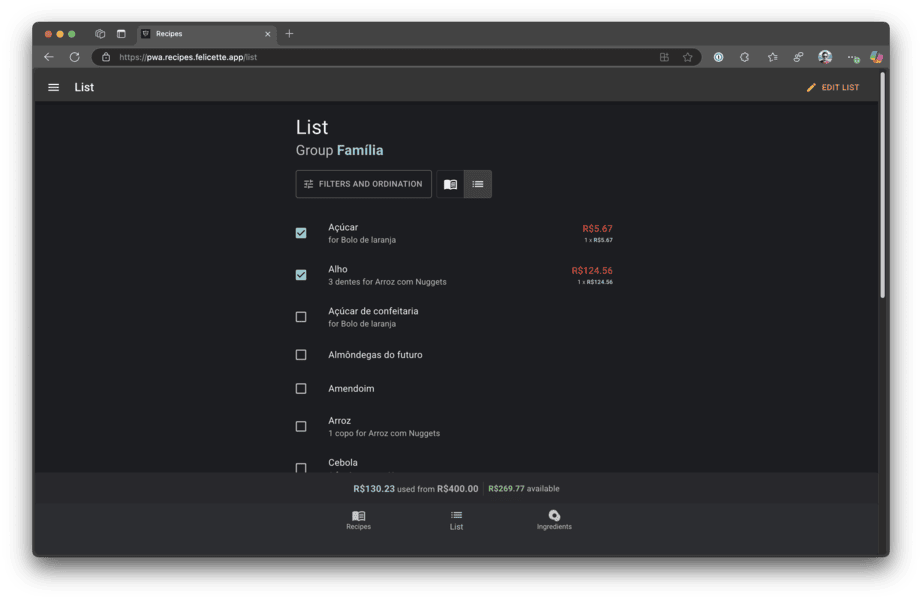 Recipes
https://pwa.recipes.felicette.app/list
List
EDIT LIST
List
Group Família
FILTERS AND ORDINATION
Açúcar
R$5.67
for Bolo de laranja
1 x R$5.67
Alho
R$124.56
3 dentes for Arroz com Nuggets
1 x R$124.56
Açúcar de confeitaria
for Bolo de laranja
Almôndegas do futuro
Amendoim
Arroz
1 copo for Arroz com Nuggets
Cebola
R$130.23 used from R$400.00
R$269.77 available
Recipes
List
Ingredients